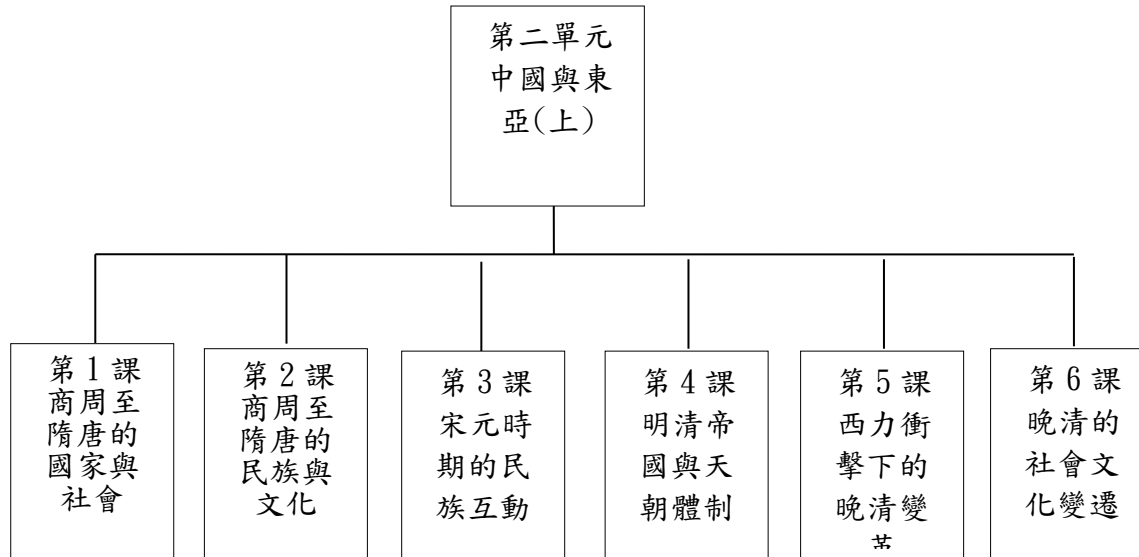 第二單元
中國與東
亞(上)
第1課
商周至
隋唐的
國家與
社會
第2課
商周至
隋唐的
民族與
文化
第3課
宋元時
期的民
族互動
第4課
明清帝
國與天
朝體制
第5課
西力衝
擊下的
晚清變
革
第6課
晚清的
社會文
化變遷